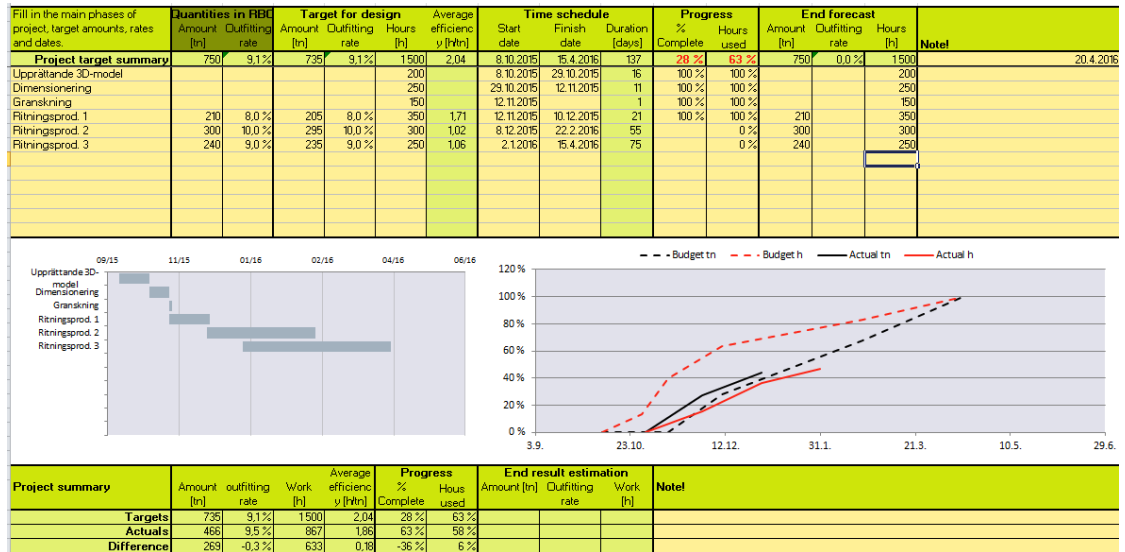 Fill in the main phases of Quantities in RBC Target for design Average Time schedule Progress End forecast
project, target amounts, rates Amount Outfitting Amount Outfitting Hours efficienc Start Finish Duration % Hours Amount Outfitting Hours
and dates. [tn] rate [tn] rate [h] y [h/tn] date date [days] Complete used [tn] rate [h] Note!
Project target summary 750 9,1% 735 9,1% 1500 2,04 8.10.2015 15.4.2016 137 28 % 63 % 750 0,0 % 1500 20.4.2016
Upprättande 3D-model 200 8.10.2015 29.10.2015 16 100 % 100 % 200
Dimensionering 250 29.10.2015 12.11.2015 11 100 % 100 % 250
Granskning 150 12.11.2015 1 100 % 100 % 150
Ritningsprod. 1 210 8,0 % 205 8,0 % 350 1,71 12.11.2015 10.12.2015 21 100 % 100 % 210 350
Ritningsprod. 2 300 10,0 % 295 10,0 % 300 1,02 8.12.2015 22.2.2016 55 0 % 300 300
Ritningsprod. 3 240 9,0 % 235 9,0 % 250 1,06 2.1.2016 15.4.2016 75 0 % 240 250
09/15 11/15 01/16 02/16 04/16 06/16
Upprättande 3D-
model
Dimensionering
Granskning
Ritningsprod. 1
Ritningsprod. 2
Ritningsprod. 3
Budget tn Budget h Actual tn Actual h
120 %
100 %
80 %
60 %
40 %
20 %
0 %
3.9. 23.10. 12.12. 31.1. 21.3. 10.5. 29.6.
Average Progress End result estimation
Project summary Amount outfitting Work efficienc % Hous Amount [tn] Outfitting Work Note!
[tn] rate [h] y [h/tn] Complete used rate [h]
Targets 735 9,1% 1500 2,04 28 % 63 %
Actuals 466 9,5 % 867 1,86 63 % 58 %
Difference 269 -0,3 % 633 0,18 -36 % 6 %